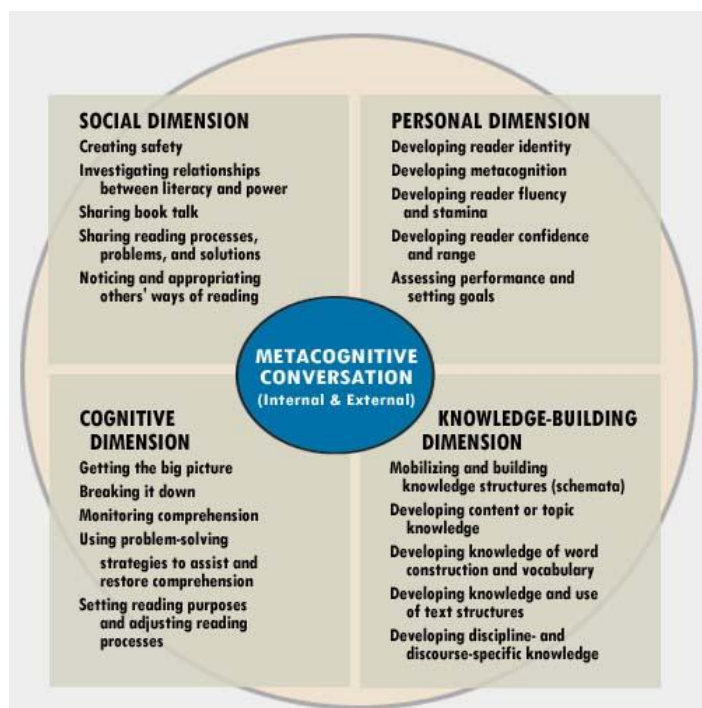 SOCIAL DIMENSION
Creating safety
Investigating relationships
between literacy and power
Sharing book talk
Sharing reading processes,
problems, and solutions
Noticing and appropriating
others' ways of reading
PERSONAL DIMENSION
Developing reader identity
Developing metacognition
Developing reader fluency
and stamina
Developing reader confidence
and range
Assessing performance and
setting goals
METACOGNITIVE
CONVERSATION
(Internal & External)
COGNITIVE
DIMENSION
Getting the big picture
Breaking it down
Monitoring comprehension
Using problem-solving
strategies to assist and
restore comprehension
Setting reading purposes
and adjusting reading
processes
KNOWLEDGE-BUILDING
DIMENSION
Mobilizing and building
knowledge structures (schemata)
Developing content or topic
knowledge
Developing knowledge of word
construction and vocabulary
Developing knowledge and use
of text structures
Developing discipline- and
discourse-specific knowledge